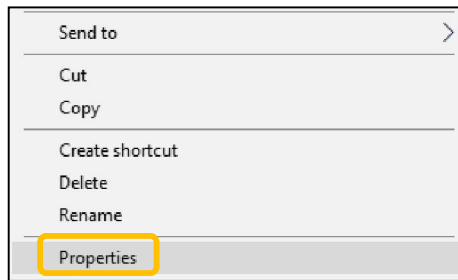 Send to
Cut
Copy
Create shortcut
Delete
Rename
Properties